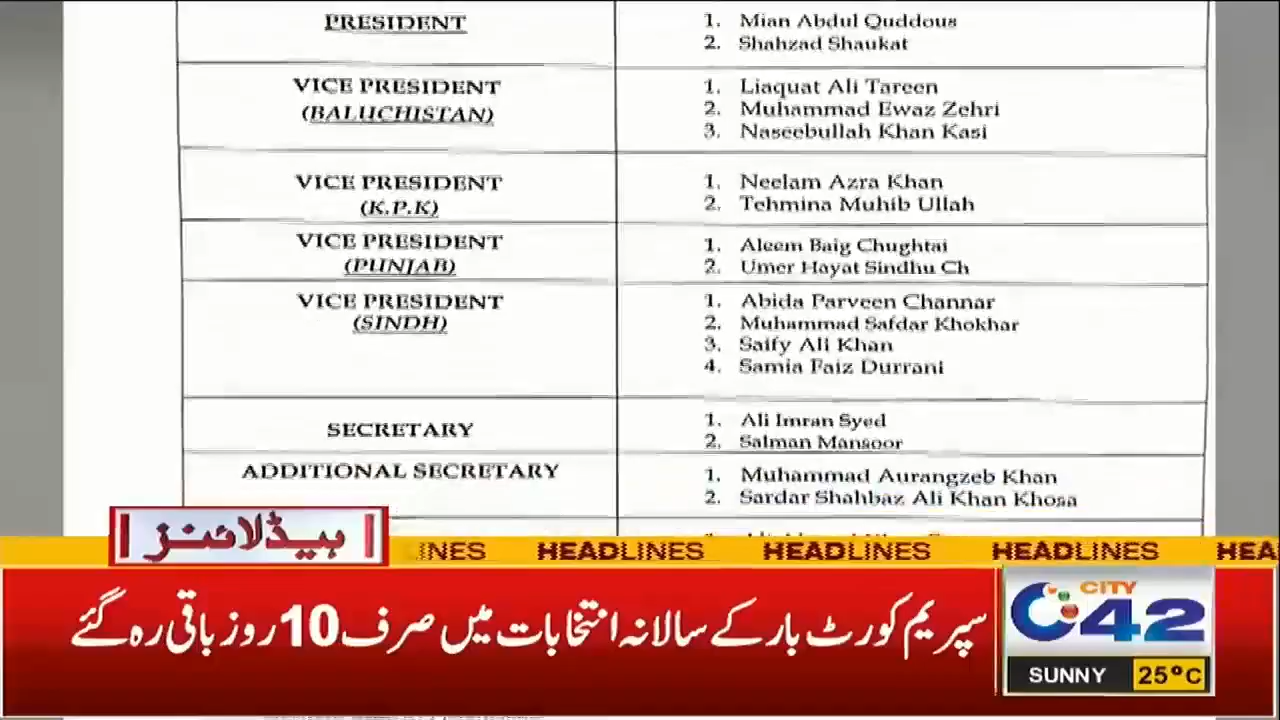 PRESIDENT
1. Mian Abdul Quddous
2. Shahzad Shaukat
VICE PRESIDENT
(BALUCHISTAN)
1. Liaquat Ali Tareen
2. Muhammad Ewaz Zehri
3. Naseebullah Khan Kasi
VICE PRESIDENT
(K.P.K)
1. Neelam Azra Khan
2. Tehmina Muhib Ullah
VICE PRESIDENT
(PUNJAB)
1. Aleem Baig Chughtai
2. Umer Hayat Sindhu Ch
VICE PRESIDENT
(SINDH)
1. Abida Parveen Channar
2. Muhammad Safdar Khokhar
3. Saify Ali Khan
4. Samia Faiz Durrani
SECRETARY
1. Ali Imran Syed
2. Salman Mansoor
ADDITIONAL SECRETARY
1. Muhammad Aurangzeb Khan
2. Sardar Shahbaz Ali Khan Khosa
ہیڈلائنز
INES HEADLINES HEADLINES HEADLINES HEAD
سپریم کورٹ بار کے سالانہ انتخابات میں صرف 10 روز باقی رہ گئے
CITY
42
SUNNY 25°C